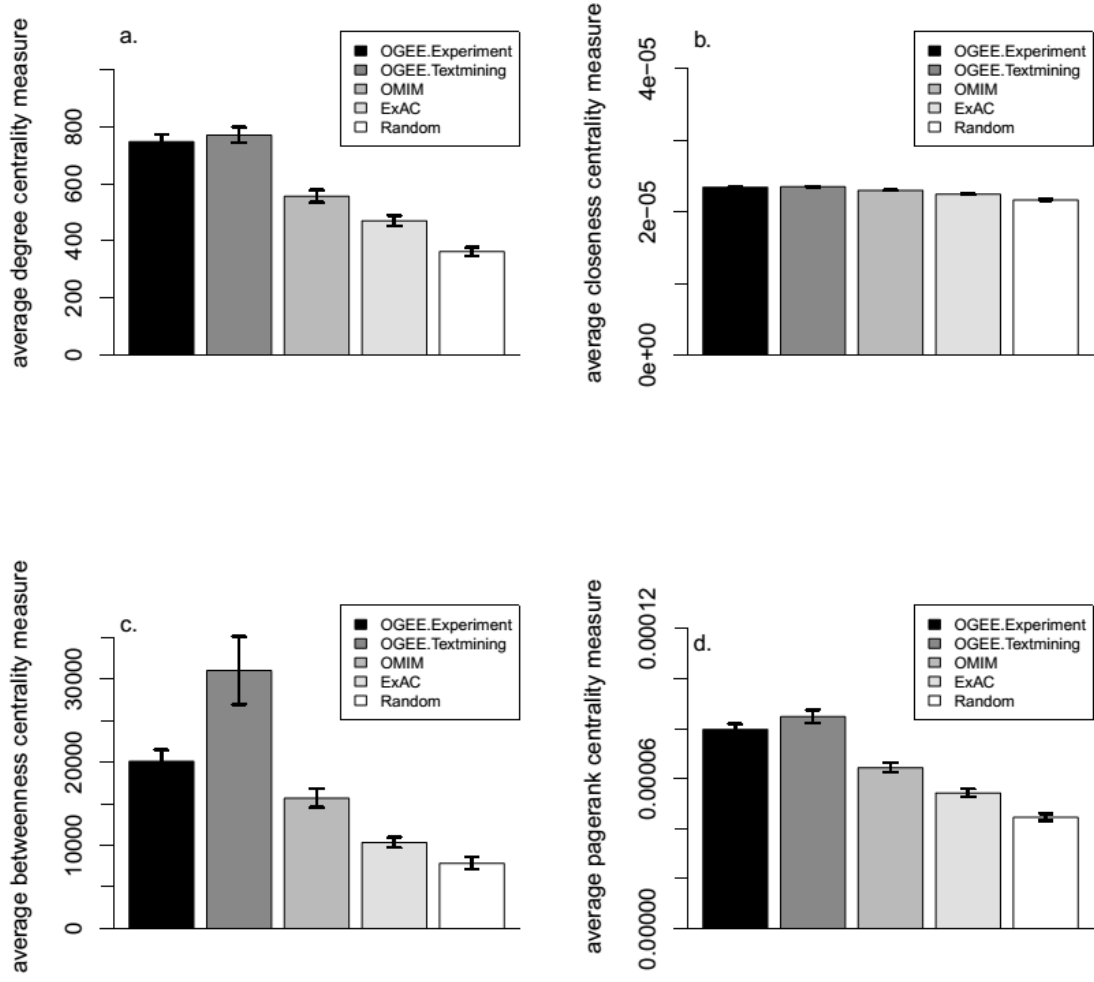 a.
average degree centrality measure
0
200
400
600
800
OGEE.Experiment
OGEE.Textmining
OMIM
ExAC
Random
b.
average closeness centrality measure
0e+00
2e−05
4e−05
OGEE.Experiment
OGEE.Textmining
OMIM
ExAC
Random
c.
average betweenness centrality measure
0
10000
20000
30000
OGEE.Experiment
OGEE.Textmining
OMIM
ExAC
Random
d.
average pagerank centrality measure
0.00000
0.00006
0.00012
OGEE.Experiment
OGEE.Textmining
OMIM
ExAC
Random